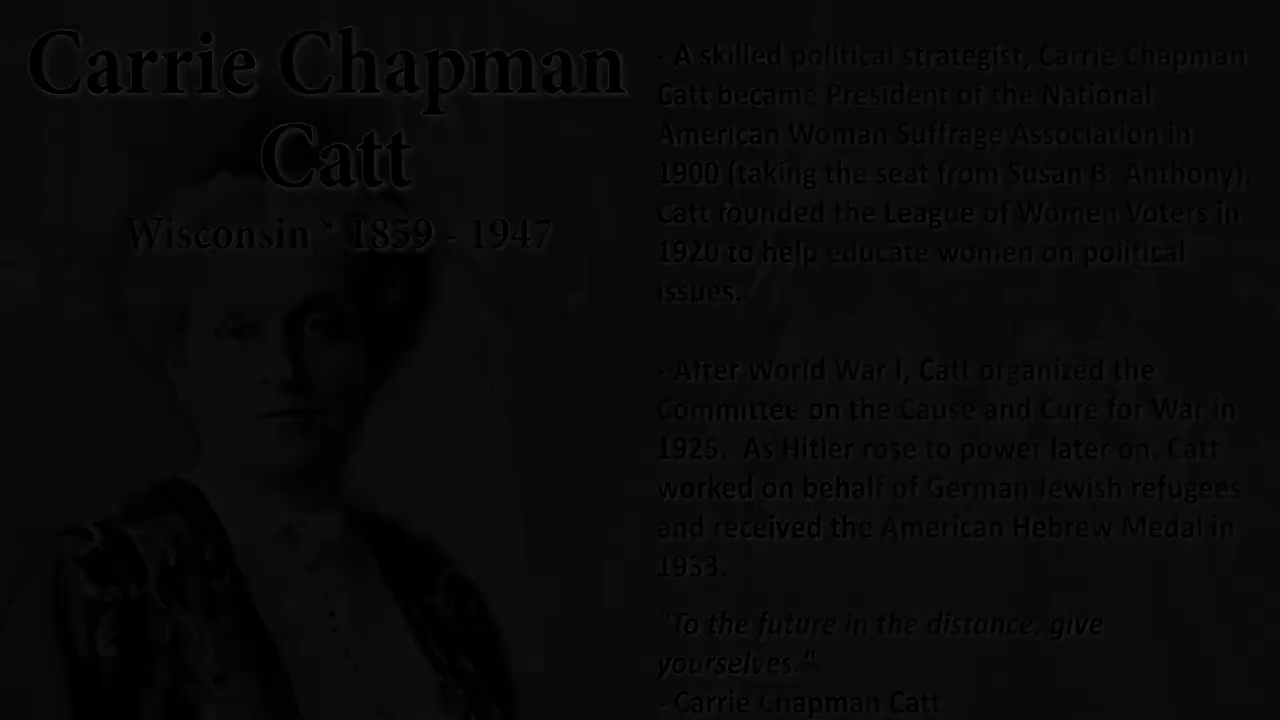 Carrie Chapman
Catt
Wisconsin * 1859 - 1947
- A skilled political strategist, Carrie Chapman
Catt became President of the National
American Woman Suffrage Association in
1900 (taking the seat from Susan B. Anthony).
Catt founded the League of Women Voters in
1920 to help educate women on political
issues.
- After World War I, Catt organized the
Committee on the Cause and Cure for War in
1925.  As Hitler rose to power later on, Catt
worked on behalf of German Jewish refugees
and received the American Hebrew Medal in
1933.
"To the future in the distance, give
yourselves."
- Carrie Chapman Catt